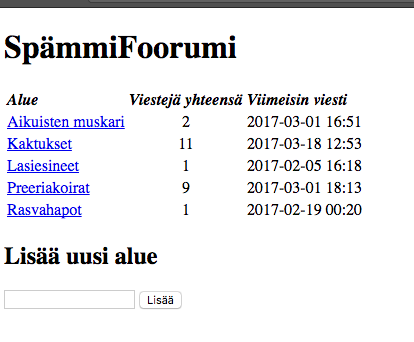 SpämmiFoorumi
Alue Viestejä yhteensä Viimeisin viesti
Aikuisten muskari 2 2017-03-01 16:51
Kaktukset 11 2017-03-18 12:53
Lasiesineet 1 2017-02-05 16:18
Preeriakoirat 9 2017-03-01 18:13
Rasvahapot 1 2017-02-19 00:20
Lisää uusi alue
Lisää